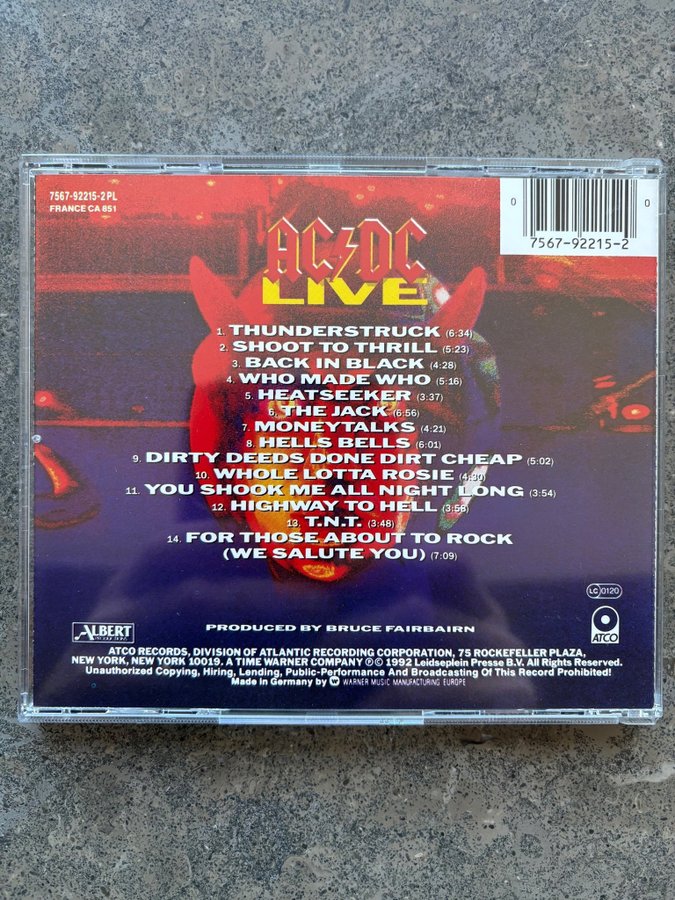 7567-92215-2 PL
FRANCE CA 851
0 0
7567-92215-2
AC/DC
LIVE
1. THUNDERSTRUCK (6:34)
2. SHOOT TO THRILL (5:23)
3. BACK IN BLACK (4:28)
4. WHO MADE WHO (5:16)
5. HEATSEEKER (3:37)
6. THE JACK (6:56)
7. MONEYTALKS (4:21)
8. HELLS BELLS (6:01)
9. DIRTY DEEDS DONE DIRT CHEAP (5:02)
10. WHOLE LOTTA ROSIE (4:30)
11. YOU SHOOK ME ALL NIGHT LONG (3:54)
12. HIGHWAY TO HELL (3:58)
13. T.N.T. (3:48)
14. FOR THOSE ABOUT TO ROCK
(WE SALUTE YOU) (7:09)
LC 0120
ALBERT
PRODUCED BY BRUCE FAIRBAIRN
ATCO
ATCO RECORDS, DIVISION OF ATLANTIC RECORDING CORPORATION, 75 ROCKEFELLER PLAZA,
NEW YORK, NEW YORK 10019. A TIME WARNER COMPANY ℗ © 1992 Leidseplein Presse B.V. All Rights Reserved.
Unauthorized Copying, Hiring, Lending, Public-Performance And Broadcasting Of This Record Prohibited!
Made in Germany by WARNER MUSIC MANUFACTURING EUROPE